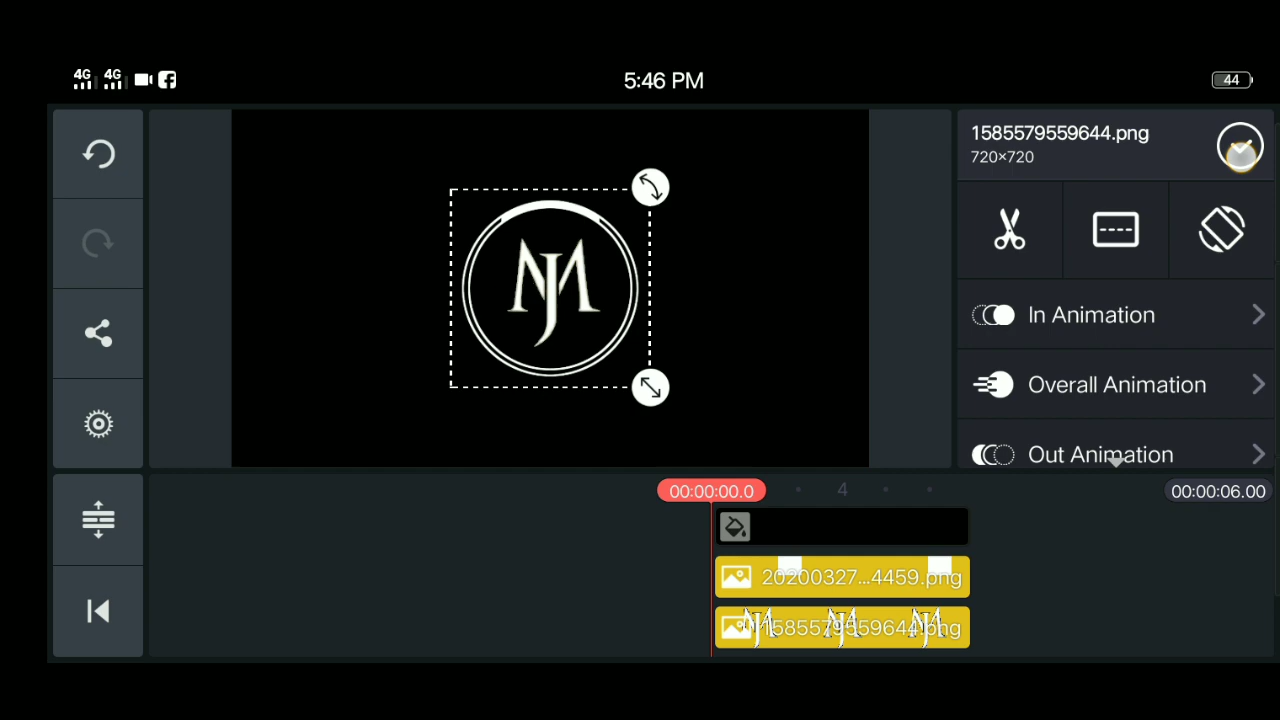 4G 4G 5:46 PM 44
1585579559644.png
720×720
MJ
In Animation
Overall Animation
Out Animation
00:00:00.0 4 00:00:06.00
20200327...4459.png
1585579559644.png